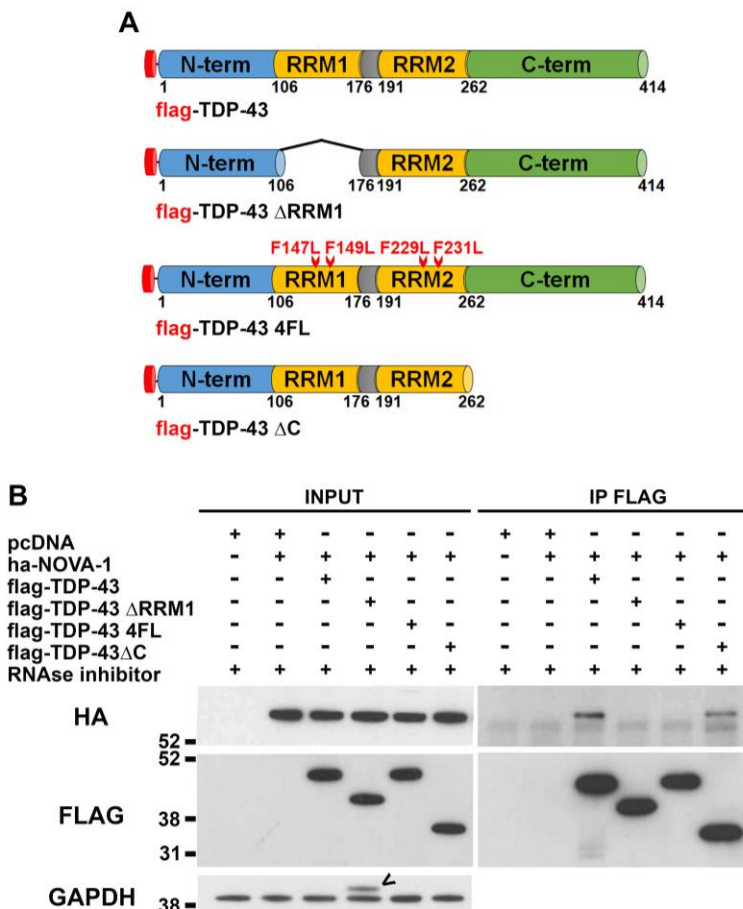 A
N-term RRM1 RRM2 C-term
1 106 176 191 262 414
flag-TDP-43
N-term RRM2 C-term
1 106 176 191 262 414
flag-TDP-43 ΔRRM1
F147L F149L F229L F231L
N-term RRM1 RRM2 C-term
1 106 176 191 262 414
flag-TDP-43 4FL
N-term RRM1 RRM2
1 106 176 191 262
flag-TDP-43 ΔC
B
INPUT IP FLAG
pcDNA + + - - - - + + - - - -
ha-NOVA-1 - + + + + + - + + + + +
flag-TDP-43 - - + - - - - - + - - -
flag-TDP-43 ΔRRM1 - - - + - - - - - + - -
flag-TDP-43 4FL - - - - + - - - - - + -
flag-TDP-43ΔC - - - - - + - - - - - +
RNAse inhibitor + + + + + + + + + + + +
HA
52
52
FLAG
38
31
GAPDH
38